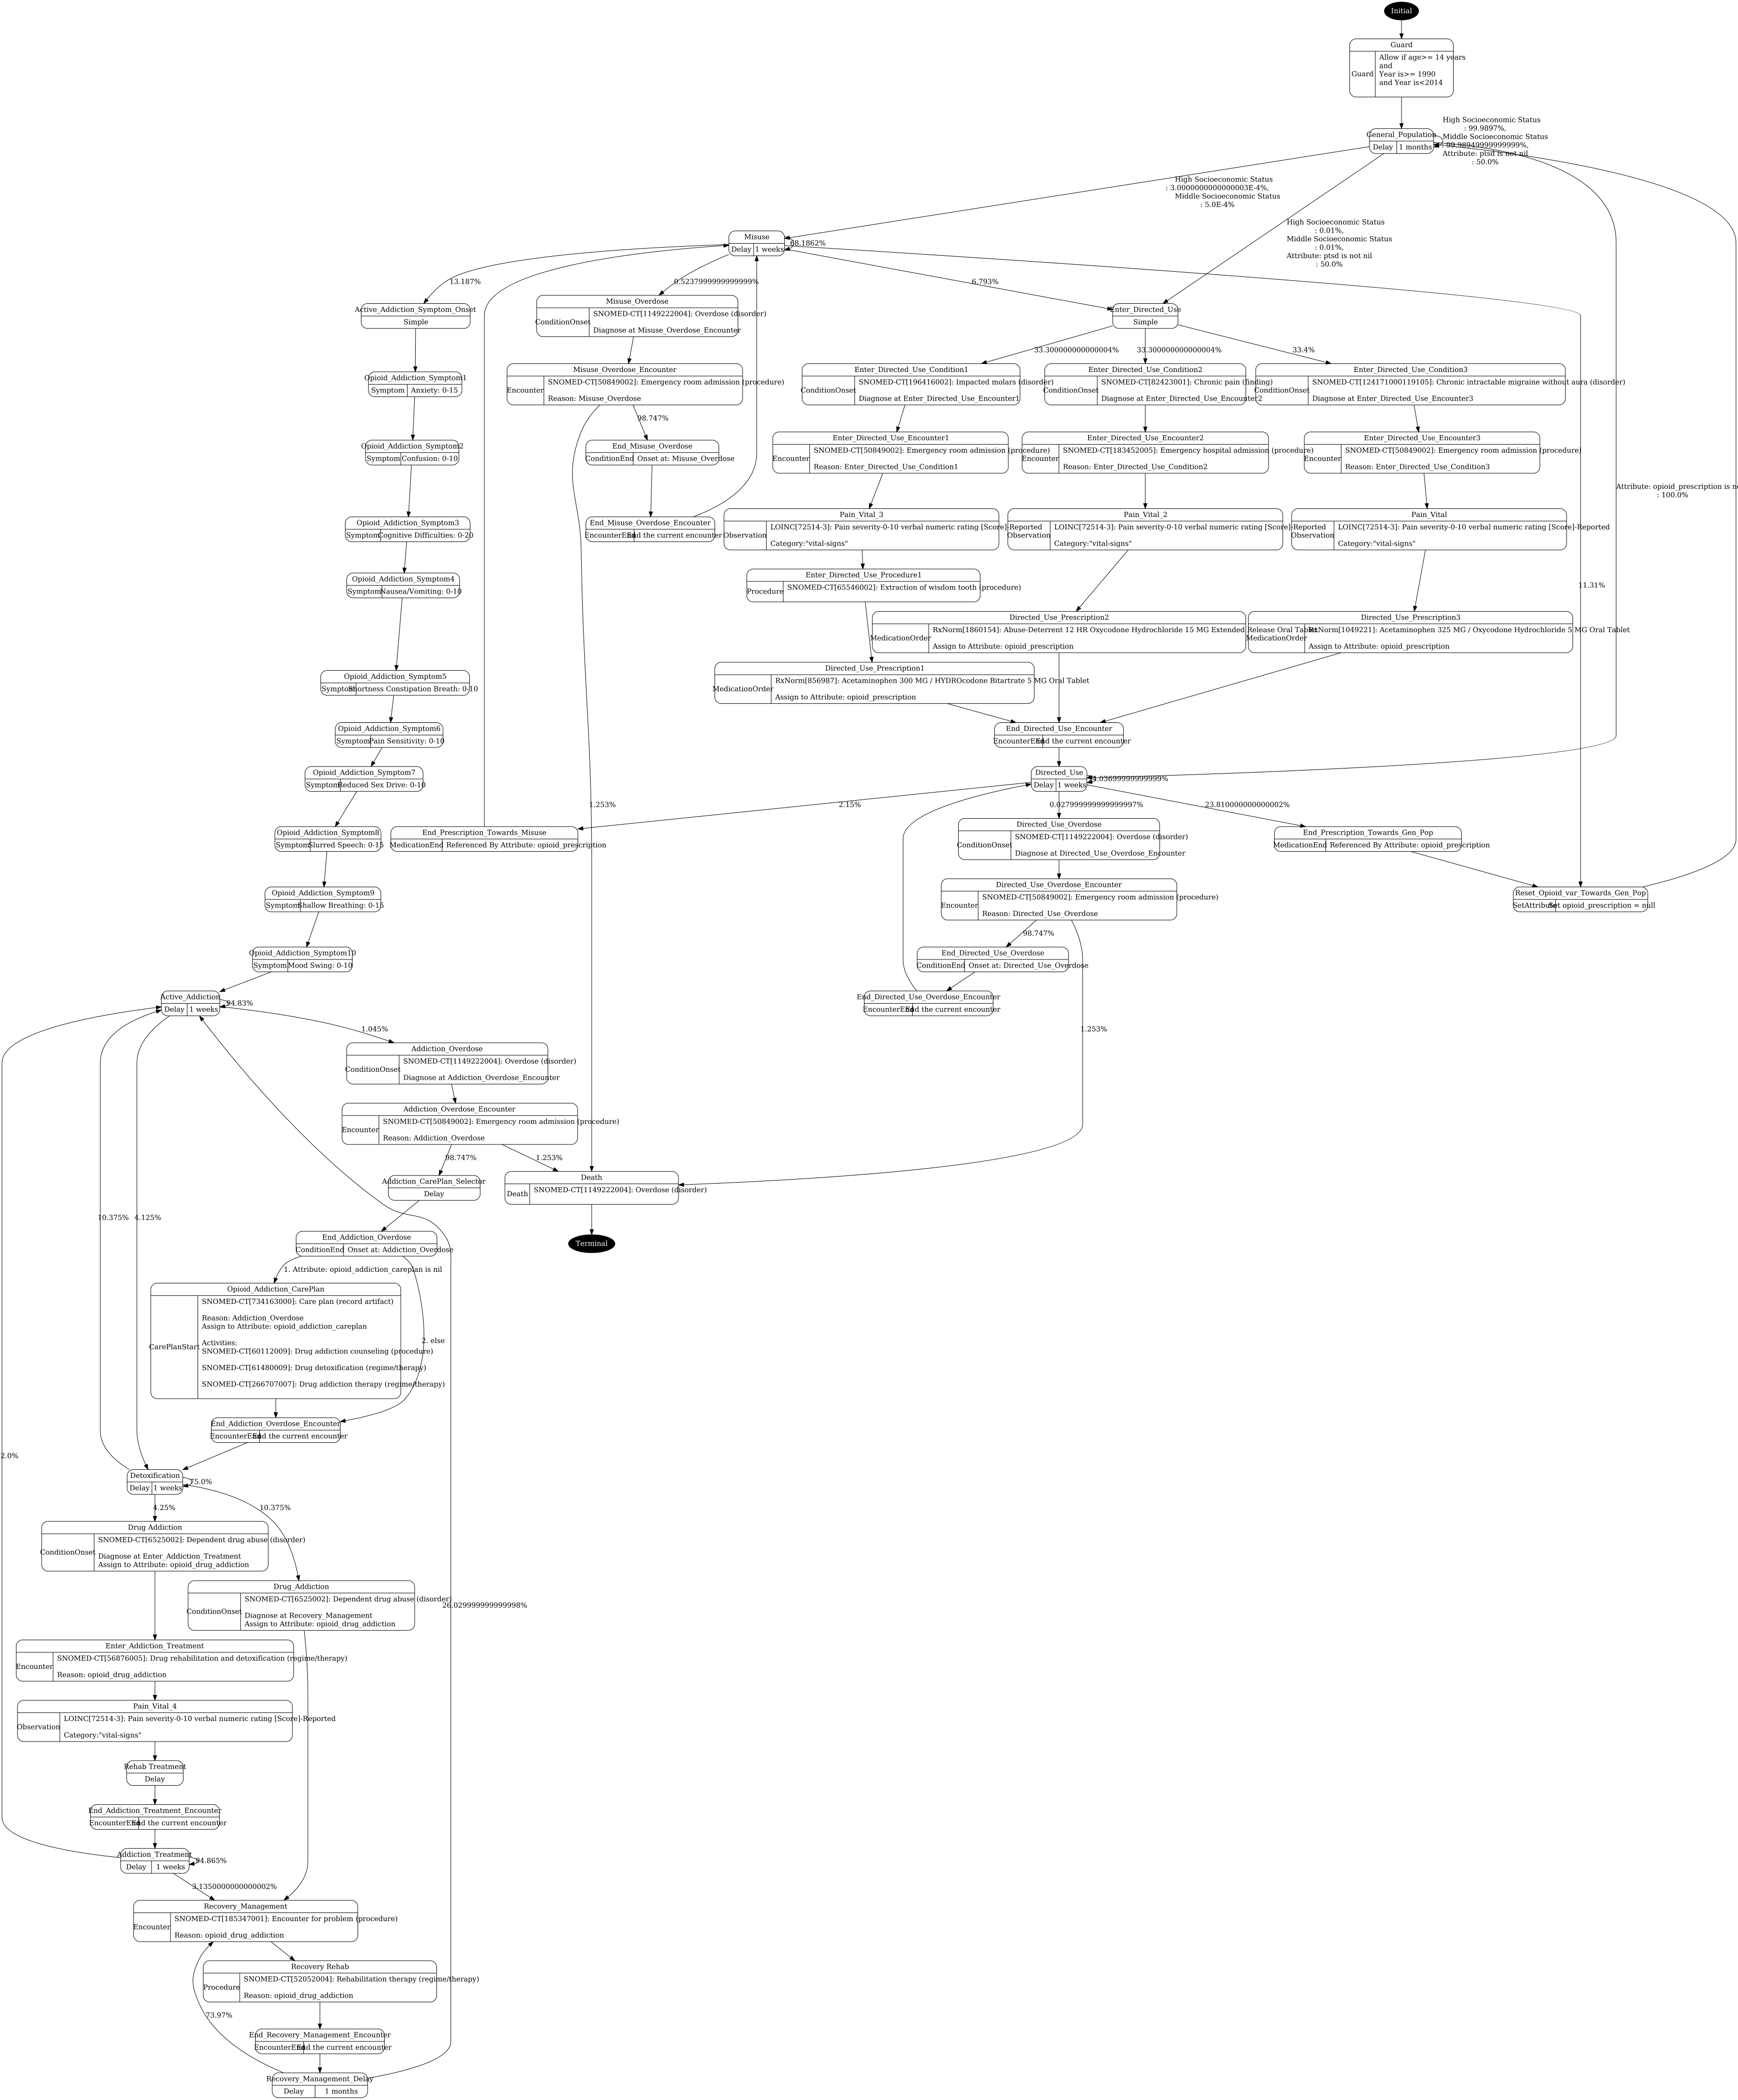 Initial
Guard
Guard
Allow if age>= 14 years
and
Year is>= 1990
and Year is<2014
General_Population
Delay
1 months
High Socioeconomic Status
: 99.9897%,
Middle Socioeconomic Status
: 99.98949999999999%,
Attribute: ptsd is not nil
: 50.0%
High Socioeconomic Status
: 3.0000000000000003E-4%,
Middle Socioeconomic Status
: 5.0E-4%
High Socioeconomic Status
: 0.01%,
Middle Socioeconomic Status
: 0.01%,
Attribute: ptsd is not nil
: 50.0%
Misuse
Delay
1 weeks
68.1862%
13.187%
0.5237999999999999%
6.793%
Active_Addiction_Symptom_Onset
Simple
Misuse_Overdose
ConditionOnset
SNOMED-CT[1149222004]: Overdose (disorder)
Diagnose at Misuse_Overdose_Encounter
Enter_Directed_Use
Simple
33.300000000000004%
33.300000000000004%
33.4%
Opioid_Addiction_Symptom1
Symptom
Anxiety: 0-15
Misuse_Overdose_Encounter
Encounter
SNOMED-CT[50849002]: Emergency room admission (procedure)
Reason: Misuse_Overdose
Enter_Directed_Use_Condition1
ConditionOnset
SNOMED-CT[196416002]: Impacted molars (disorder)
Diagnose at Enter_Directed_Use_Encounter1
Enter_Directed_Use_Condition2
ConditionOnset
SNOMED-CT[82423001]: Chronic pain (finding)
Diagnose at Enter_Directed_Use_Encounter2
Enter_Directed_Use_Condition3
ConditionOnset
SNOMED-CT[124171000119105]: Chronic intractable migraine without aura (disorder)
Diagnose at Enter_Directed_Use_Encounter3
98.747%
Opioid_Addiction_Symptom2
Symptom
Confusion: 0-10
End_Misuse_Overdose
ConditionEnd
Onset at: Misuse_Overdose
Enter_Directed_Use_Encounter1
Encounter
SNOMED-CT[50849002]: Emergency room admission (procedure)
Reason: Enter_Directed_Use_Condition1
Enter_Directed_Use_Encounter2
Encounter
SNOMED-CT[183452005]: Emergency hospital admission (procedure)
Reason: Enter_Directed_Use_Condition2
Enter_Directed_Use_Encounter3
Encounter
SNOMED-CT[50849002]: Emergency room admission (procedure)
Reason: Enter_Directed_Use_Condition3
Attribute: opioid_prescription is
: 100.0%
Opioid_Addiction_Symptom3
Symptom
Cognitive Difficulties: 0-20
End_Misuse_Overdose_Encounter
EncounterEnd
End the current encounter
Pain_Vital_3
Observation
LOINC[72514-3]: Pain severity-0-10 verbal numeric rating [Score]-Reported
Category:"vital-signs"
Pain_Vital_2
Observation
LOINC[72514-3]: Pain severity-0-10 verbal numeric rating [Score]-Reported
Category:"vital-signs"
Pain_Vital
Observation
LOINC[72514-3]: Pain severity-0-10 verbal numeric rating [Score]-Reported
Category:"vital-signs"
Opioid_Addiction_Symptom4
Symptom
Nausea/Vomiting: 0-10
Enter_Directed_Use_Procedure1
Procedure
SNOMED-CT[65546002]: Extraction of wisdom tooth (procedure)
11.31%
Directed_Use_Prescription2
MedicationOrder
RxNorm[1860154]: Abuse-Deterrent 12 HR Oxycodone Hydrochloride 15 MG Extended Release Oral Tablet
Assign to Attribute: opioid_prescription
Directed_Use_Prescription3
MedicationOrder
RxNorm[1049221]: Acetaminophen 325 MG / Oxycodone Hydrochloride 5 MG Oral Tablet
Assign to Attribute: opioid_prescription
Opioid_Addiction_Symptom5
Symptom
Shortness Constipation Breath: 0-10
Directed_Use_Prescription1
MedicationOrder
RxNorm[856987]: Acetaminophen 300 MG / HYDROcodone Bitartrate 5 MG Oral Tablet
Assign to Attribute: opioid_prescription
Opioid_Addiction_Symptom6
Symptom
Pain Sensitivity: 0-10
End_Directed_Use_Encounter
EncounterEnd
End the current encounter
Opioid_Addiction_Symptom7
Symptom
Reduced Sex Drive: 0-10
Directed_Use
Delay
1 weeks
1.253%
2.15%
0.027999999999999997%
23.810000000000002%
Opioid_Addiction_Symptom8
Symptom
Slurred Speech: 0-15
End_Prescription_Towards_Misuse
MedicationEnd
Referenced By Attribute: opioid_prescription
Directed_Use_Overdose
ConditionOnset
SNOMED-CT[1149222004]: Overdose (disorder)
Diagnose at Directed_Use_Overdose_Encounter
End_Prescription_Towards_Gen_Pop
MedicationEnd
Referenced By Attribute: opioid_prescription
Opioid_Addiction_Symptom9
Symptom
Shallow Breathing: 0-15
Directed_Use_Overdose_Encounter
Encounter
SNOMED-CT[50849002]: Emergency room admission (procedure)
Reason: Directed_Use_Overdose
Reset_Opioid_var_Towards_Gen_Pop
SetAttribute
Set opioid_prescription = null
98.747%
Opioid_Addiction_Symptom10
Symptom
Mood Swing: 0-10
End_Directed_Use_Overdose
ConditionEnd
Onset at: Directed_Use_Overdose
Active_Addiction
Delay
1 weeks
94.83%
End_Directed_Use_Overdose_Encounter
EncounterEnd
End the current encounter
1.045%
1.253%
Addiction_Overdose
ConditionOnset
SNOMED-CT[1149222004]: Overdose (disorder)
Diagnose at Addiction_Overdose_Encounter
Addiction_Overdose_Encounter
Encounter
SNOMED-CT[50849002]: Emergency room admission (procedure)
Reason: Addiction_Overdose
98.747%
1.253%
Addiction_CarePlan_Selector
Delay
Death
Death
SNOMED-CT[1149222004]: Overdose (disorder)
10.375%
4.125%
End_Addiction_Overdose
ConditionEnd
Onset at: Addiction_Overdose
Terminal
1. Attribute: opioid_addiction_careplan is nil
Opioid_Addiction_CarePlan
CarePlanStart
SNOMED-CT[734163000]: Care plan (record artifact)
Reason: Addiction_Overdose
Assign to Attribute: opioid_addiction_careplan
Activities:
SNOMED-CT[60112009]: Drug addiction counseling (procedure)
SNOMED-CT[61480009]: Drug detoxification (regime/therapy)
SNOMED-CT[266707007]: Drug addiction therapy (regime/therapy)
2. else
End_Addiction_Overdose_Encounter
EncounterEnd
End the current encounter
2.0%
Detoxification
Delay
1 weeks
75.0%
4.25%
10.375%
Drug Addiction
ConditionOnset
SNOMED-CT[6525002]: Dependent drug abuse (disorder)
Diagnose at Enter_Addiction_Treatment
Assign to Attribute: opioid_drug_addiction
Drug_Addiction
ConditionOnset
SNOMED-CT[6525002]: Dependent drug abuse (disorder)
Diagnose at Recovery_Management
Assign to Attribute: opioid_drug_addiction
26.029999999999998%
Enter_Addiction_Treatment
Encounter
SNOMED-CT[56876005]: Drug rehabilitation and detoxification (regime/therapy)
Reason: opioid_drug_addiction
Pain_Vital_4
Observation
LOINC[72514-3]: Pain severity-0-10 verbal numeric rating [Score]-Reported
Category:"vital-signs"
Rehab Treatment
Delay
End_Addiction_Treatment_Encounter
EncounterEnd
End the current encounter
Addiction_Treatment
Delay
1 weeks
94.865%
3.1350000000000002%
Recovery_Management
Encounter
SNOMED-CT[185347001]: Encounter for problem (procedure)
Reason: opioid_drug_addiction
Recovery Rehab
Procedure
SNOMED-CT[52052004]: Rehabilitation therapy (regime/therapy)
Reason: opioid_drug_addiction
73.97%
End_Recovery_Management_Encounter
EncounterEnd
End the current encounter
Recovery_Management_Delay
Delay
1 months